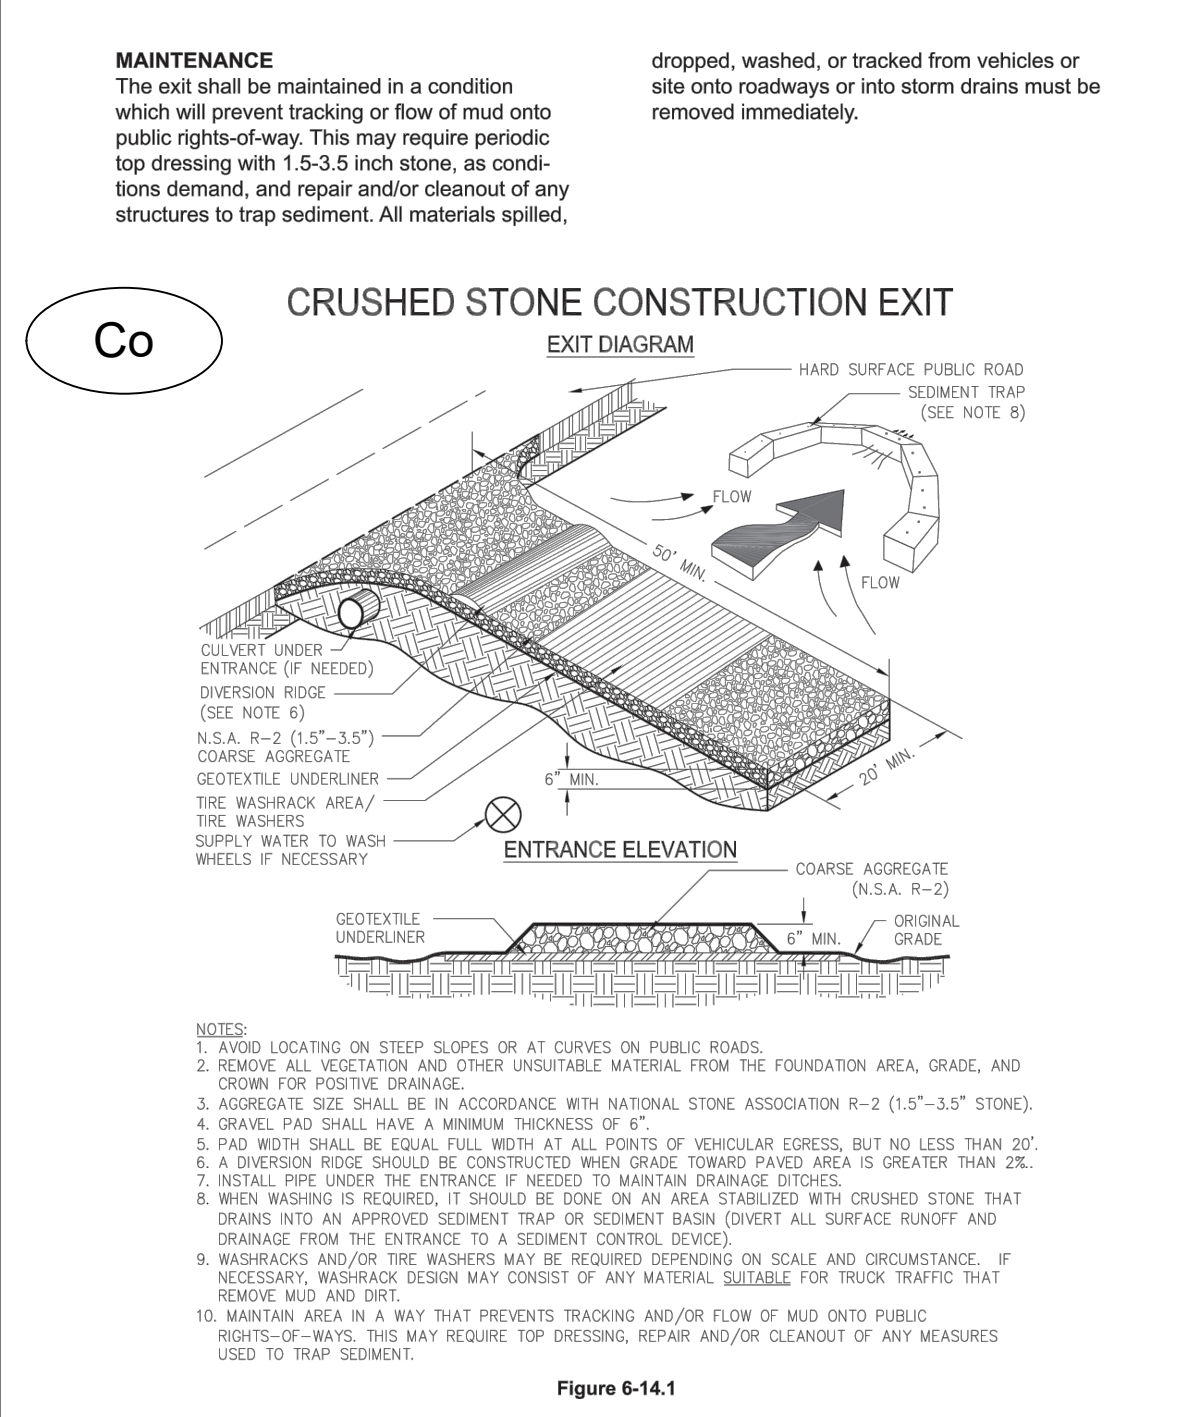 MAINTENANCE
The exit shall be maintained in a condition
which will prevent tracking or flow of mud onto
public rights-of-way. This may require periodic
top dressing with 1.5-3.5 inch stone, as condi-
tions demand, and repair and/or cleanout of any
structures to trap sediment. All materials spilled,
dropped, washed, or tracked from vehicles or
site onto roadways or into storm drains must be
removed immediately.
Co
CRUSHED STONE CONSTRUCTION EXIT
EXIT DIAGRAM
HARD SURFACE PUBLIC ROAD
SEDIMENT TRAP
(SEE NOTE 8)
FLOW
50' MIN.
FLOW
CULVERT UNDER
ENTRANCE (IF NEEDED)
DIVERSION RIDGE
(SEE NOTE 6)
N.S.A. R-2 (1.5"-3.5")
COARSE AGGREGATE
GEOTEXTILE UNDERLINER
TIRE WASHRACK AREA/
TIRE WASHERS
SUPPLY WATER TO WASH
WHEELS IF NECESSARY
6" MIN.
20' MIN.
ENTRANCE ELEVATION
COARSE AGGREGATE
(N.S.A. R-2)
GEOTEXTILE
UNDERLINER
6" MIN.
ORIGINAL
GRADE
NOTES:
1. AVOID LOCATING ON STEEP SLOPES OR AT CURVES ON PUBLIC ROADS.
2. REMOVE ALL VEGETATION AND OTHER UNSUITABLE MATERIAL FROM THE FOUNDATION AREA, GRADE, AND
CROWN FOR POSITIVE DRAINAGE.
3. AGGREGATE SIZE SHALL BE IN ACCORDANCE WITH NATIONAL STONE ASSOCIATION R-2 (1.5"-3.5" STONE).
4. GRAVEL PAD SHALL HAVE A MINIMUM THICKNESS OF 6".
5. PAD WIDTH SHALL BE EQUAL FULL WIDTH AT ALL POINTS OF VEHICULAR EGRESS, BUT NO LESS THAN 20'.
6. A DIVERSION RIDGE SHOULD BE CONSTRUCTED WHEN GRADE TOWARD PAVED AREA IS GREATER THAN 2%..
7. INSTALL PIPE UNDER THE ENTRANCE IF NEEDED TO MAINTAIN DRAINAGE DITCHES.
8. WHEN WASHING IS REQUIRED, IT SHOULD BE DONE ON AN AREA STABILIZED WITH CRUSHED STONE THAT
DRAINS INTO AN APPROVED SEDIMENT TRAP OR SEDIMENT BASIN (DIVERT ALL SURFACE RUNOFF AND
DRAINAGE FROM THE ENTRANCE TO A SEDIMENT CONTROL DEVICE).
9. WASHRACKS AND/OR TIRE WASHERS MAY BE REQUIRED DEPENDING ON SCALE AND CIRCUMSTANCE. IF
NECESSARY, WASHRACK DESIGN MAY CONSIST OF ANY MATERIAL SUITABLE FOR TRUCK TRAFFIC THAT
REMOVE MUD AND DIRT.
10. MAINTAIN AREA IN A WAY THAT PREVENTS TRACKING AND/OR FLOW OF MUD ONTO PUBLIC
RIGHTS-OF-WAYS. THIS MAY REQUIRE TOP DRESSING, REPAIR AND/OR CLEANOUT OF ANY MEASURES
USED TO TRAP SEDIMENT.
Figure 6-14.1